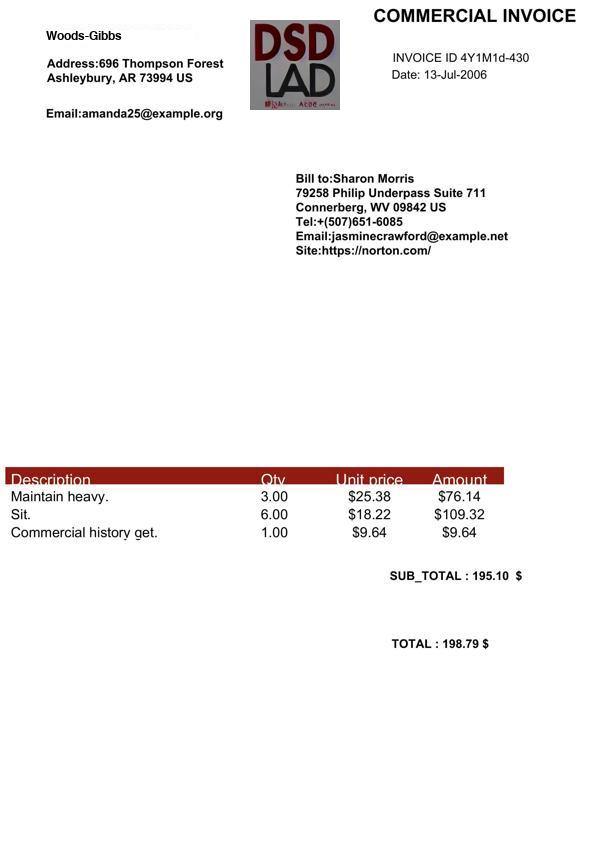 COMMERCIAL INVOICE
Woods-Gibbs
Address:696 Thompson Forest
Ashleybury, AR 73994 US
Email:amanda25@example.org
DSD
LAD
INVOICE ID 4Y1M1d-430
Date: 13-Jul-2006
Bill to:Sharon Morris
79258 Philip Underpass Suite 711
Connerberg, WV 09842 US
Tel:+(507)651-6085
Email:jasminecrawford@example.net
Site:https://norton.com/
Description Qty Unit price Amount
Maintain heavy. 3.00 $25.38 $76.14
Sit. 6.00 $18.22 $109.32
Commercial history get. 1.00 $9.64 $9.64
SUB_TOTAL : 195.10 $
TOTAL : 198.79 $